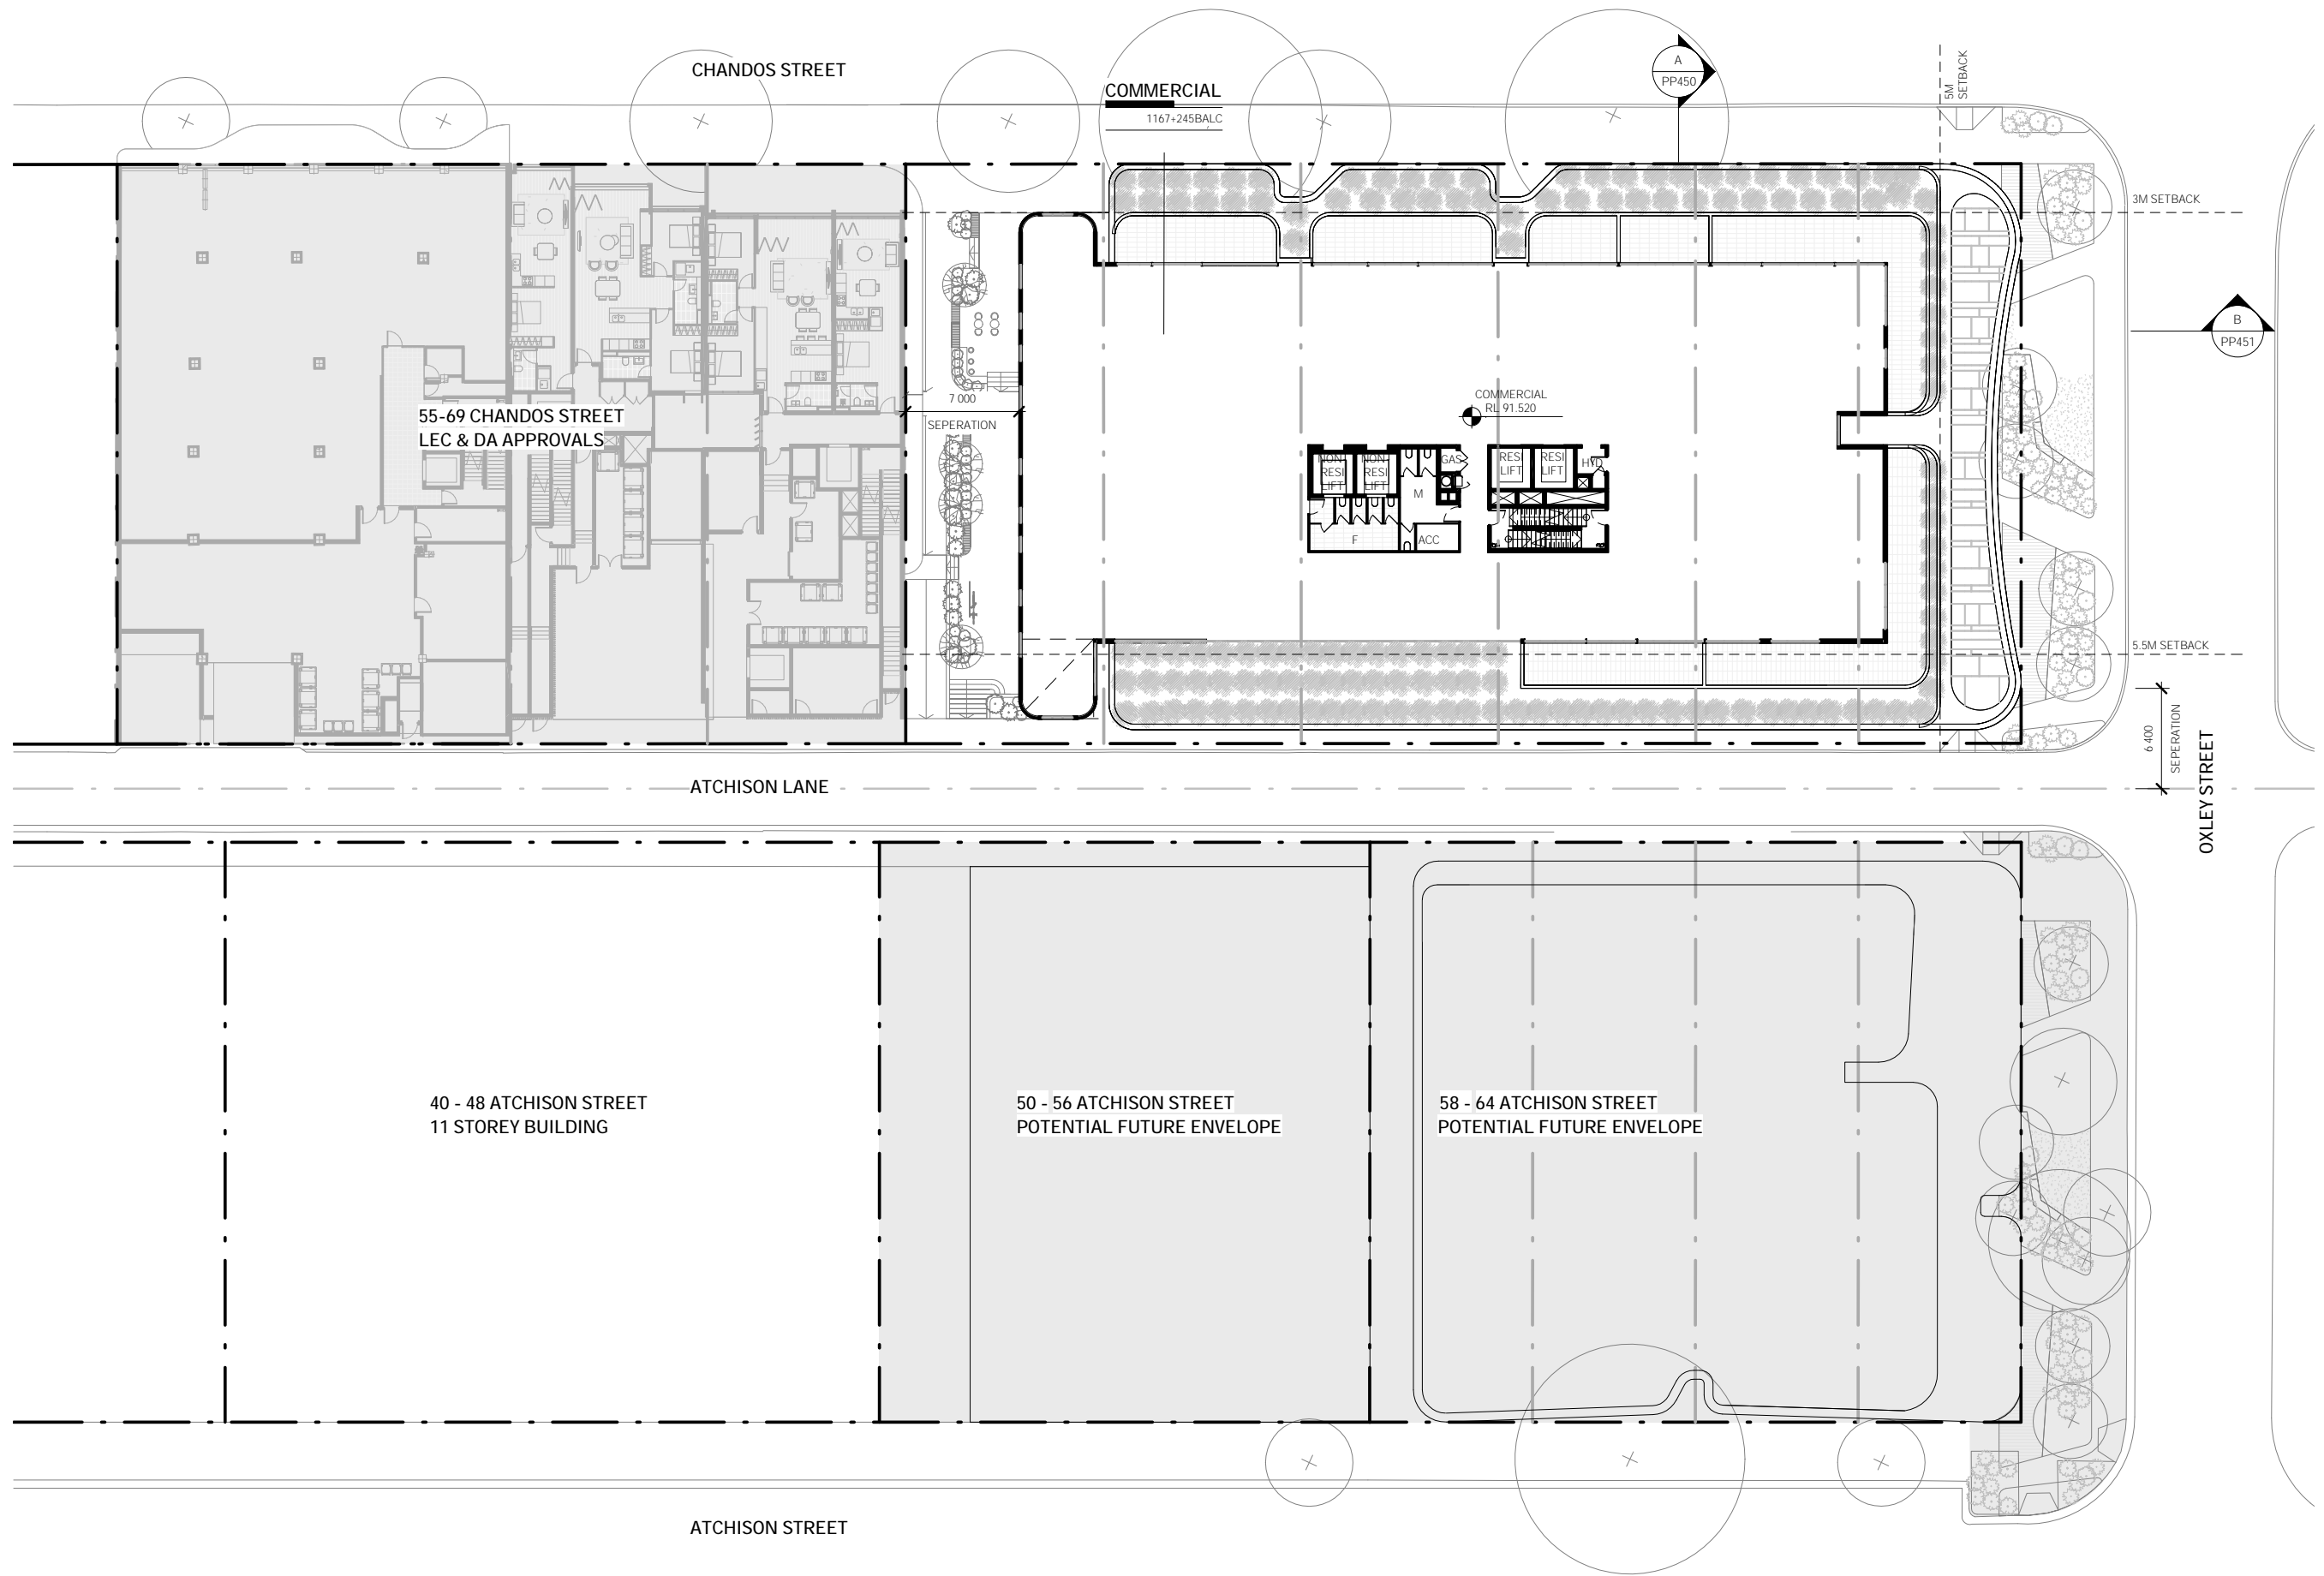 CHANDOS STREET
COMMERCIAL
1167+245BALC
A
PP450
5M
SETBACK
3M SETBACK
B
PP451
55-69 CHANDOS STREET
LEC & DA APPROVALS
7 000
SEPERATION
COMMERCIAL
RL 91.520
NON
RESI
LIFT
NON
RESI
LIFT
GAS
M
F
ACC
RESI
LIFT
RESI
LIFT
HYD
5.5M SETBACK
6 400
SEPERATION
OXLEY STREET
ATCHISON LANE
40 - 48 ATCHISON STREET
11 STOREY BUILDING
50 - 56 ATCHISON STREET
POTENTIAL FUTURE ENVELOPE
58 - 64 ATCHISON STREET
POTENTIAL FUTURE ENVELOPE
ATCHISON STREET